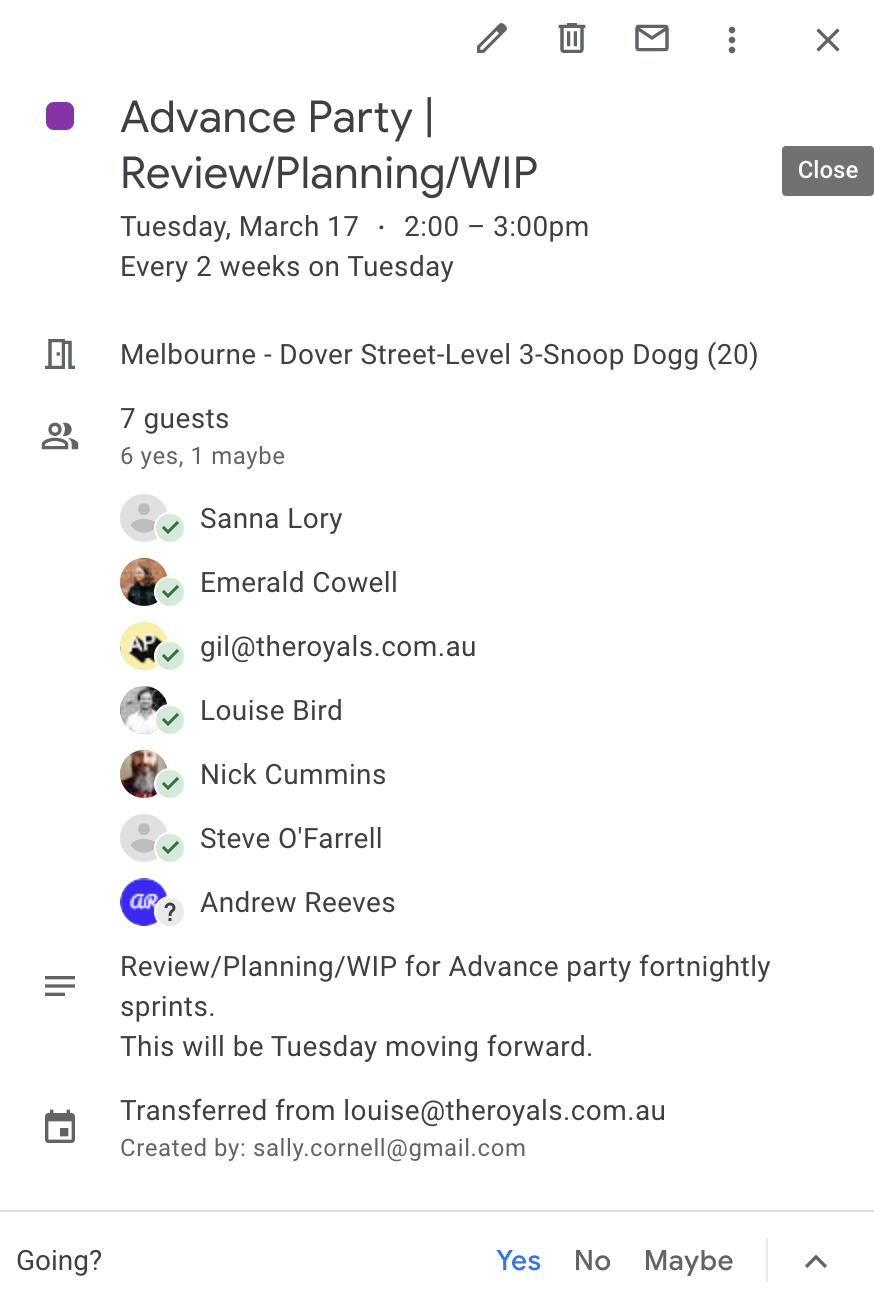 Advance Party |
Review/Planning/WIP
Close
Tuesday, March 17 · 2:00 – 3:00pm
Every 2 weeks on Tuesday
Melbourne - Dover Street-Level 3-Snoop Dogg (20)
7 guests
6 yes, 1 maybe
Sanna Lory
Emerald Cowell
AP
gil@theroyals.com.au
Louise Bird
Nick Cummins
Steve O'Farrell
AR
?
Andrew Reeves
Review/Planning/WIP for Advance party fortnightly
sprints.
This will be Tuesday moving forward.
Transferred from louise@theroyals.com.au
Created by: sally.cornell@gmail.com
Going?
Yes
No
Maybe